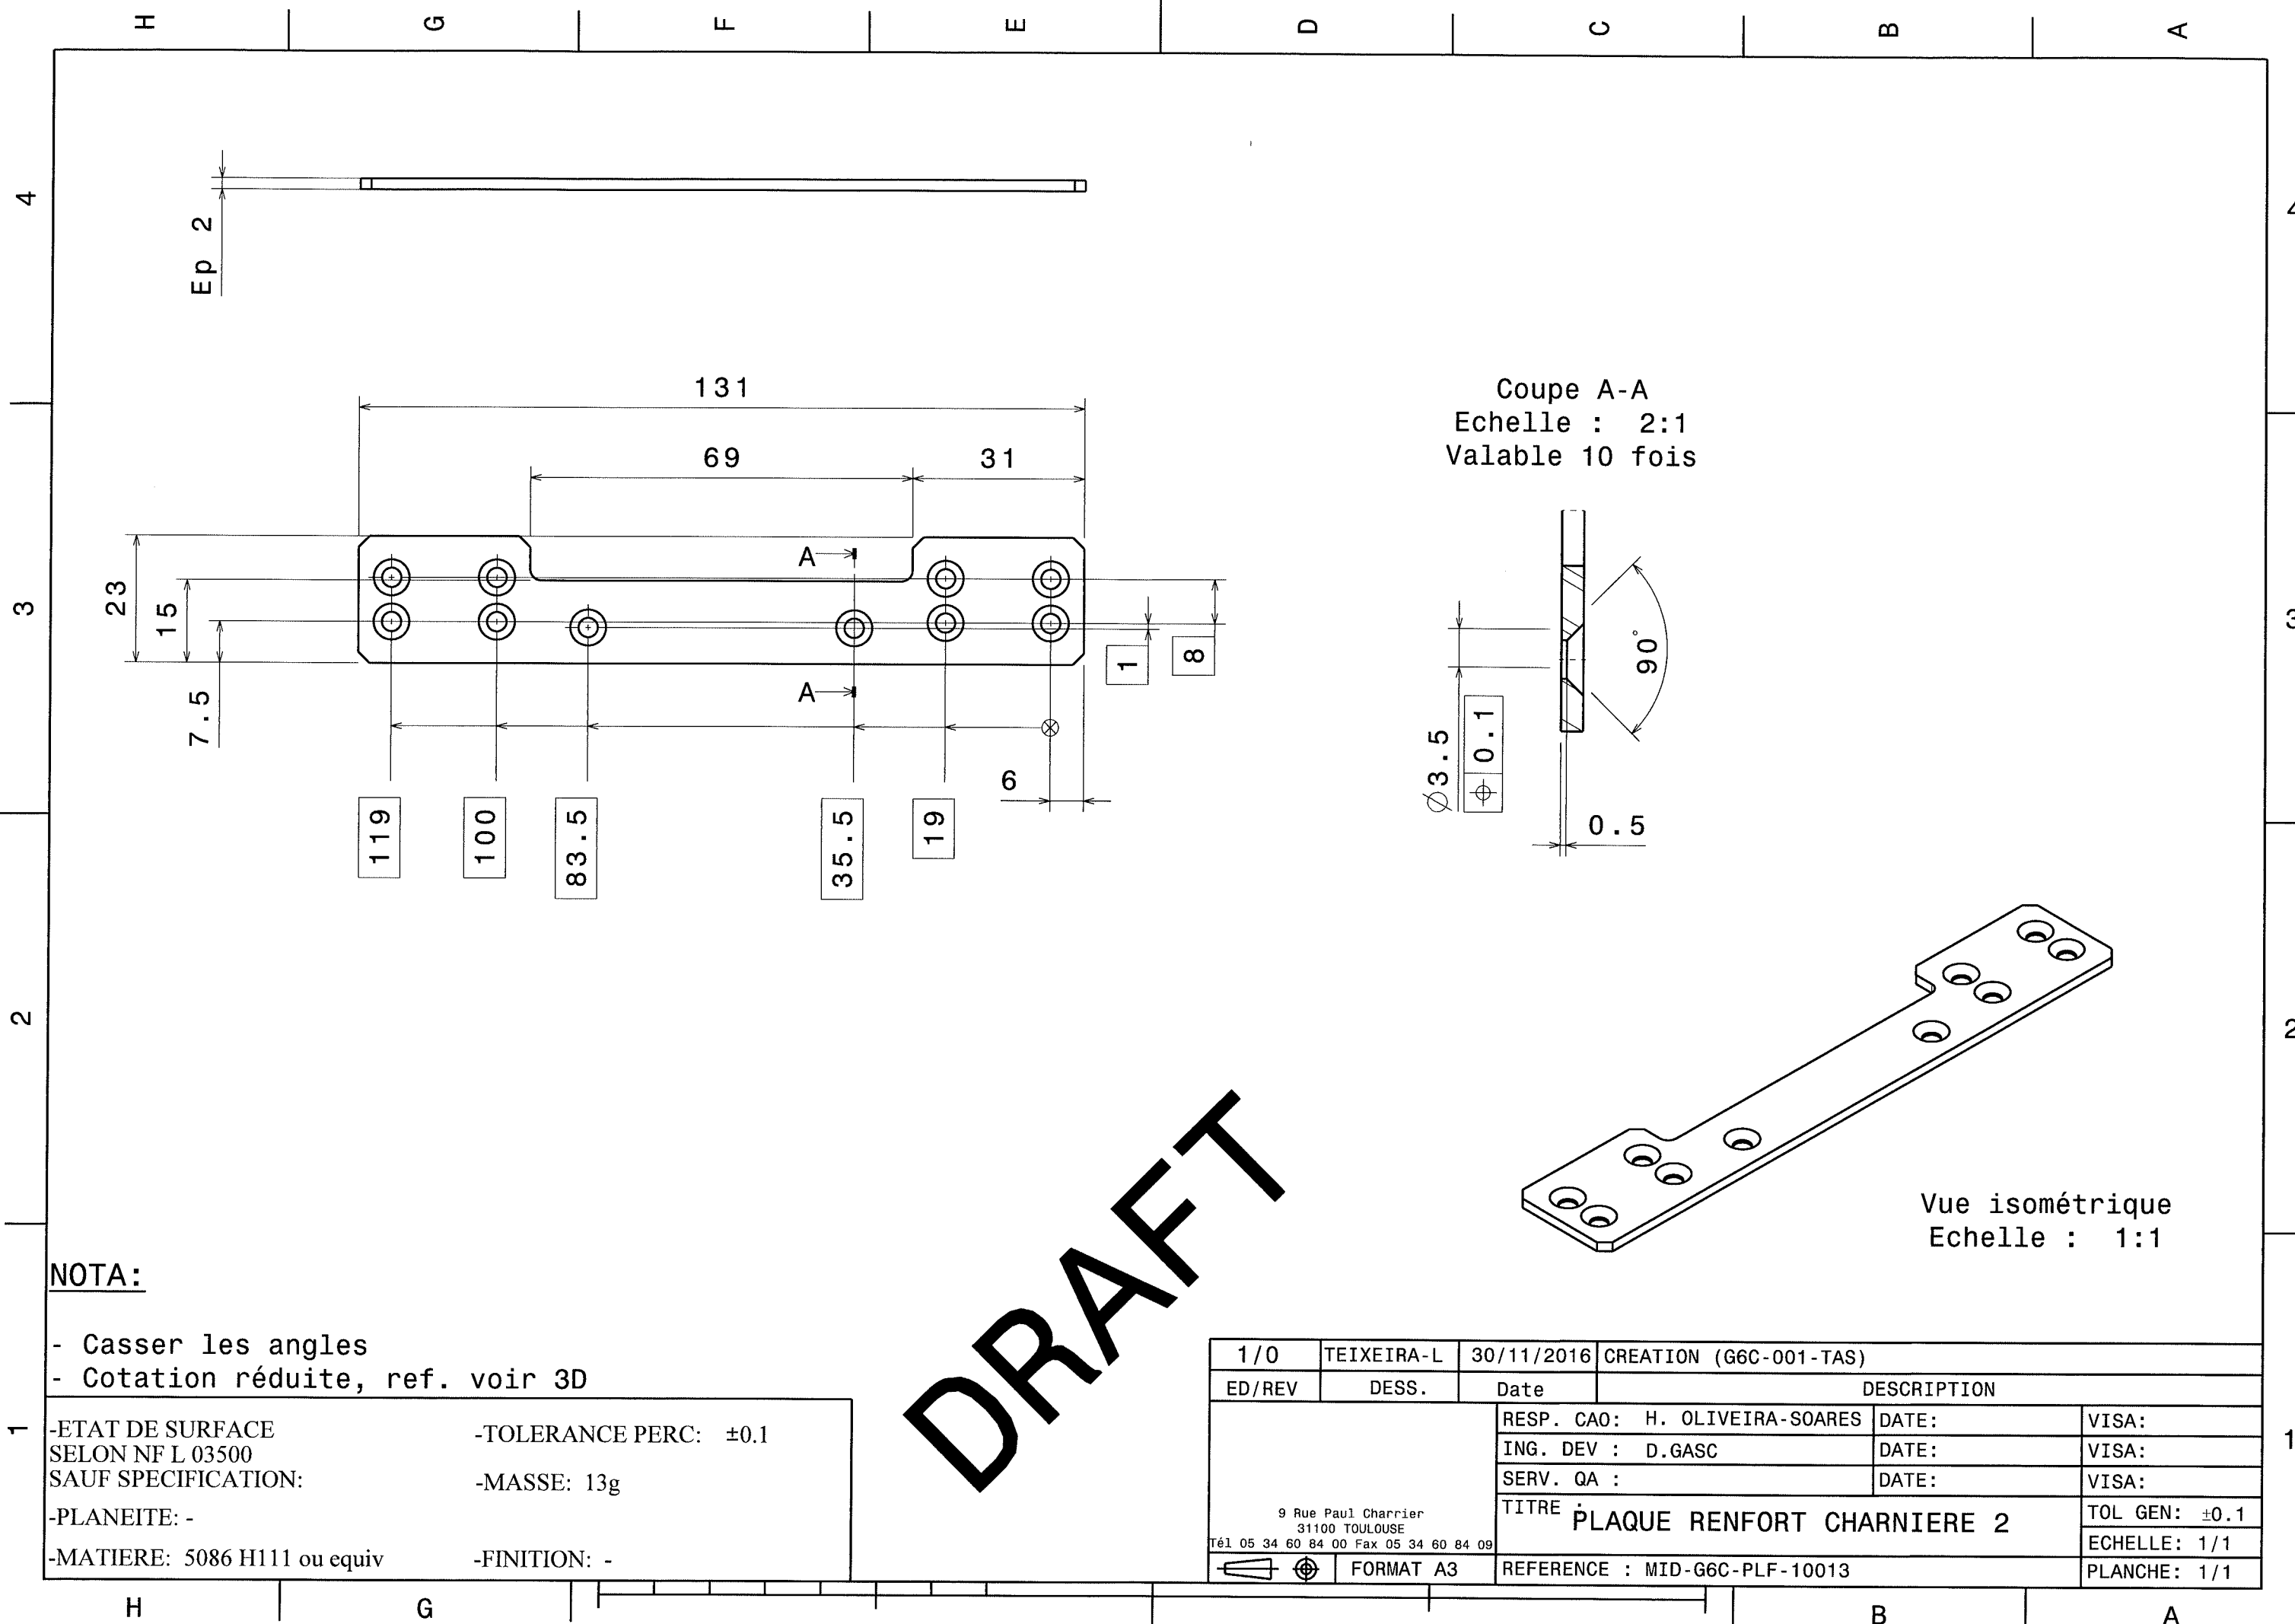 H G F E D C B A
4
4
Ep 2
131
69
31
23
15
7.5
A
A
1
8
6
119
100
83.5
35.5
19
Coupe A-A
Echelle : 2:1
Valable 10 fois
90°
Ø3.5
0.1
0.5
3
3
2
2
Vue isométrique
Echelle : 1:1
DRAFT
NOTA:
- Casser les angles
- Cotation réduite, ref. voir 3D
1
1
-ETAT DE SURFACE
SELON NF L 03500
SAUF SPECIFICATION:
-PLANEITE: -
-MATIERE: 5086 H111 ou equiv
-TOLERANCE PERC: ±0.1
-MASSE: 13g
-FINITION: -
1/0 TEIXEIRA-L 30/11/2016 CREATION (G6C-001-TAS)
ED/REV DESS. Date DESCRIPTION
RESP. CAO: H. OLIVEIRA-SOARES DATE: VISA:
ING. DEV : D.GASC DATE: VISA:
SERV. QA : DATE: VISA:
9 Rue Paul Charrier
31100 TOULOUSE
Tél 05 34 60 84 00 Fax 05 34 60 84 09
TITRE : PLAQUE RENFORT CHARNIERE 2
TOL GEN: ±0.1
ECHELLE: 1/1
FORMAT A3
REFERENCE : MID-G6C-PLF-10013
PLANCHE: 1/1
H G B A